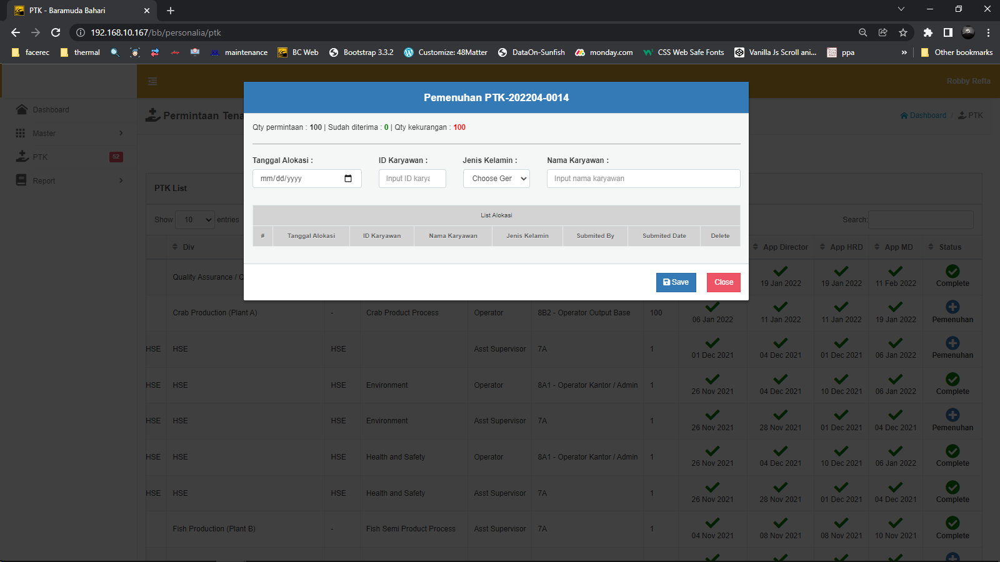 PTK - Baramuda Bahari
192.168.10.167/bb/personalia/ptk
facerec thermal maintenance BC Web Bootstrap 3.3.2 Customize: 48Matter DataOn-Sunfish monday.com CSS Web Safe Fonts Vanilla Js Scroll ani... ppa » Other bookmarks
Robby Refta
Dashboard
Master
PTK 52
Report
Permintaan Tena
Dashboard / PTK
Pemenuhan PTK-202204-0014
Qty permintaan : 100 | Sudah diterima : 0 | Qty kekurangan : 100
Tanggal Alokasi : ID Karyawan : Jenis Kelamin : Nama Karyawan :
mm/dd/yyyy Input ID karya Choose Ger Input nama karyawan
List Alokasi
# Tanggal Alokasi ID Karyawan Nama Karyawan Jenis Kelamin Submited By Submited Date Delete
Save Close
PTK List
Show 10 entries Search:
Div App Director App HRD App MD Status
Quality Assurance / 19 Jan 2022 19 Jan 2022 11 Feb 2022 Complete
Crab Production (Plant A) - Crab Product Process Operator 8B2 - Operator Output Base 100 06 Jan 2022 11 Jan 2022 11 Jan 2022 19 Jan 2022 Pemenuhan
HSE HSE HSE Asst Supervisor 7A 1 01 Dec 2021 04 Dec 2021 01 Dec 2021 06 Jan 2022 Pemenuhan
HSE HSE HSE Environment Operator 8A1 - Operator Kantor / Admin 1 26 Nov 2021 04 Dec 2021 10 Dec 2021 06 Jan 2022 Complete
HSE HSE HSE Environment Asst Supervisor 7A 1 26 Nov 2021 28 Nov 2021 01 Dec 2021 04 Dec 2021 Pemenuhan
HSE HSE HSE Health and Safety Operator 8A1 - Operator Kantor / Admin 1 26 Nov 2021 04 Dec 2021 10 Dec 2021 06 Jan 2022 Complete
HSE HSE HSE Health and Safety Asst Supervisor 7A 1 26 Nov 2021 28 Nov 2021 01 Dec 2021 04 Dec 2021 Complete
Fish Production (Plant B) - Fish Semi Product Process Asst Supervisor 7A 1 04 Nov 2021 08 Nov 2021 08 Nov 2021 10 Nov 2021 Complete